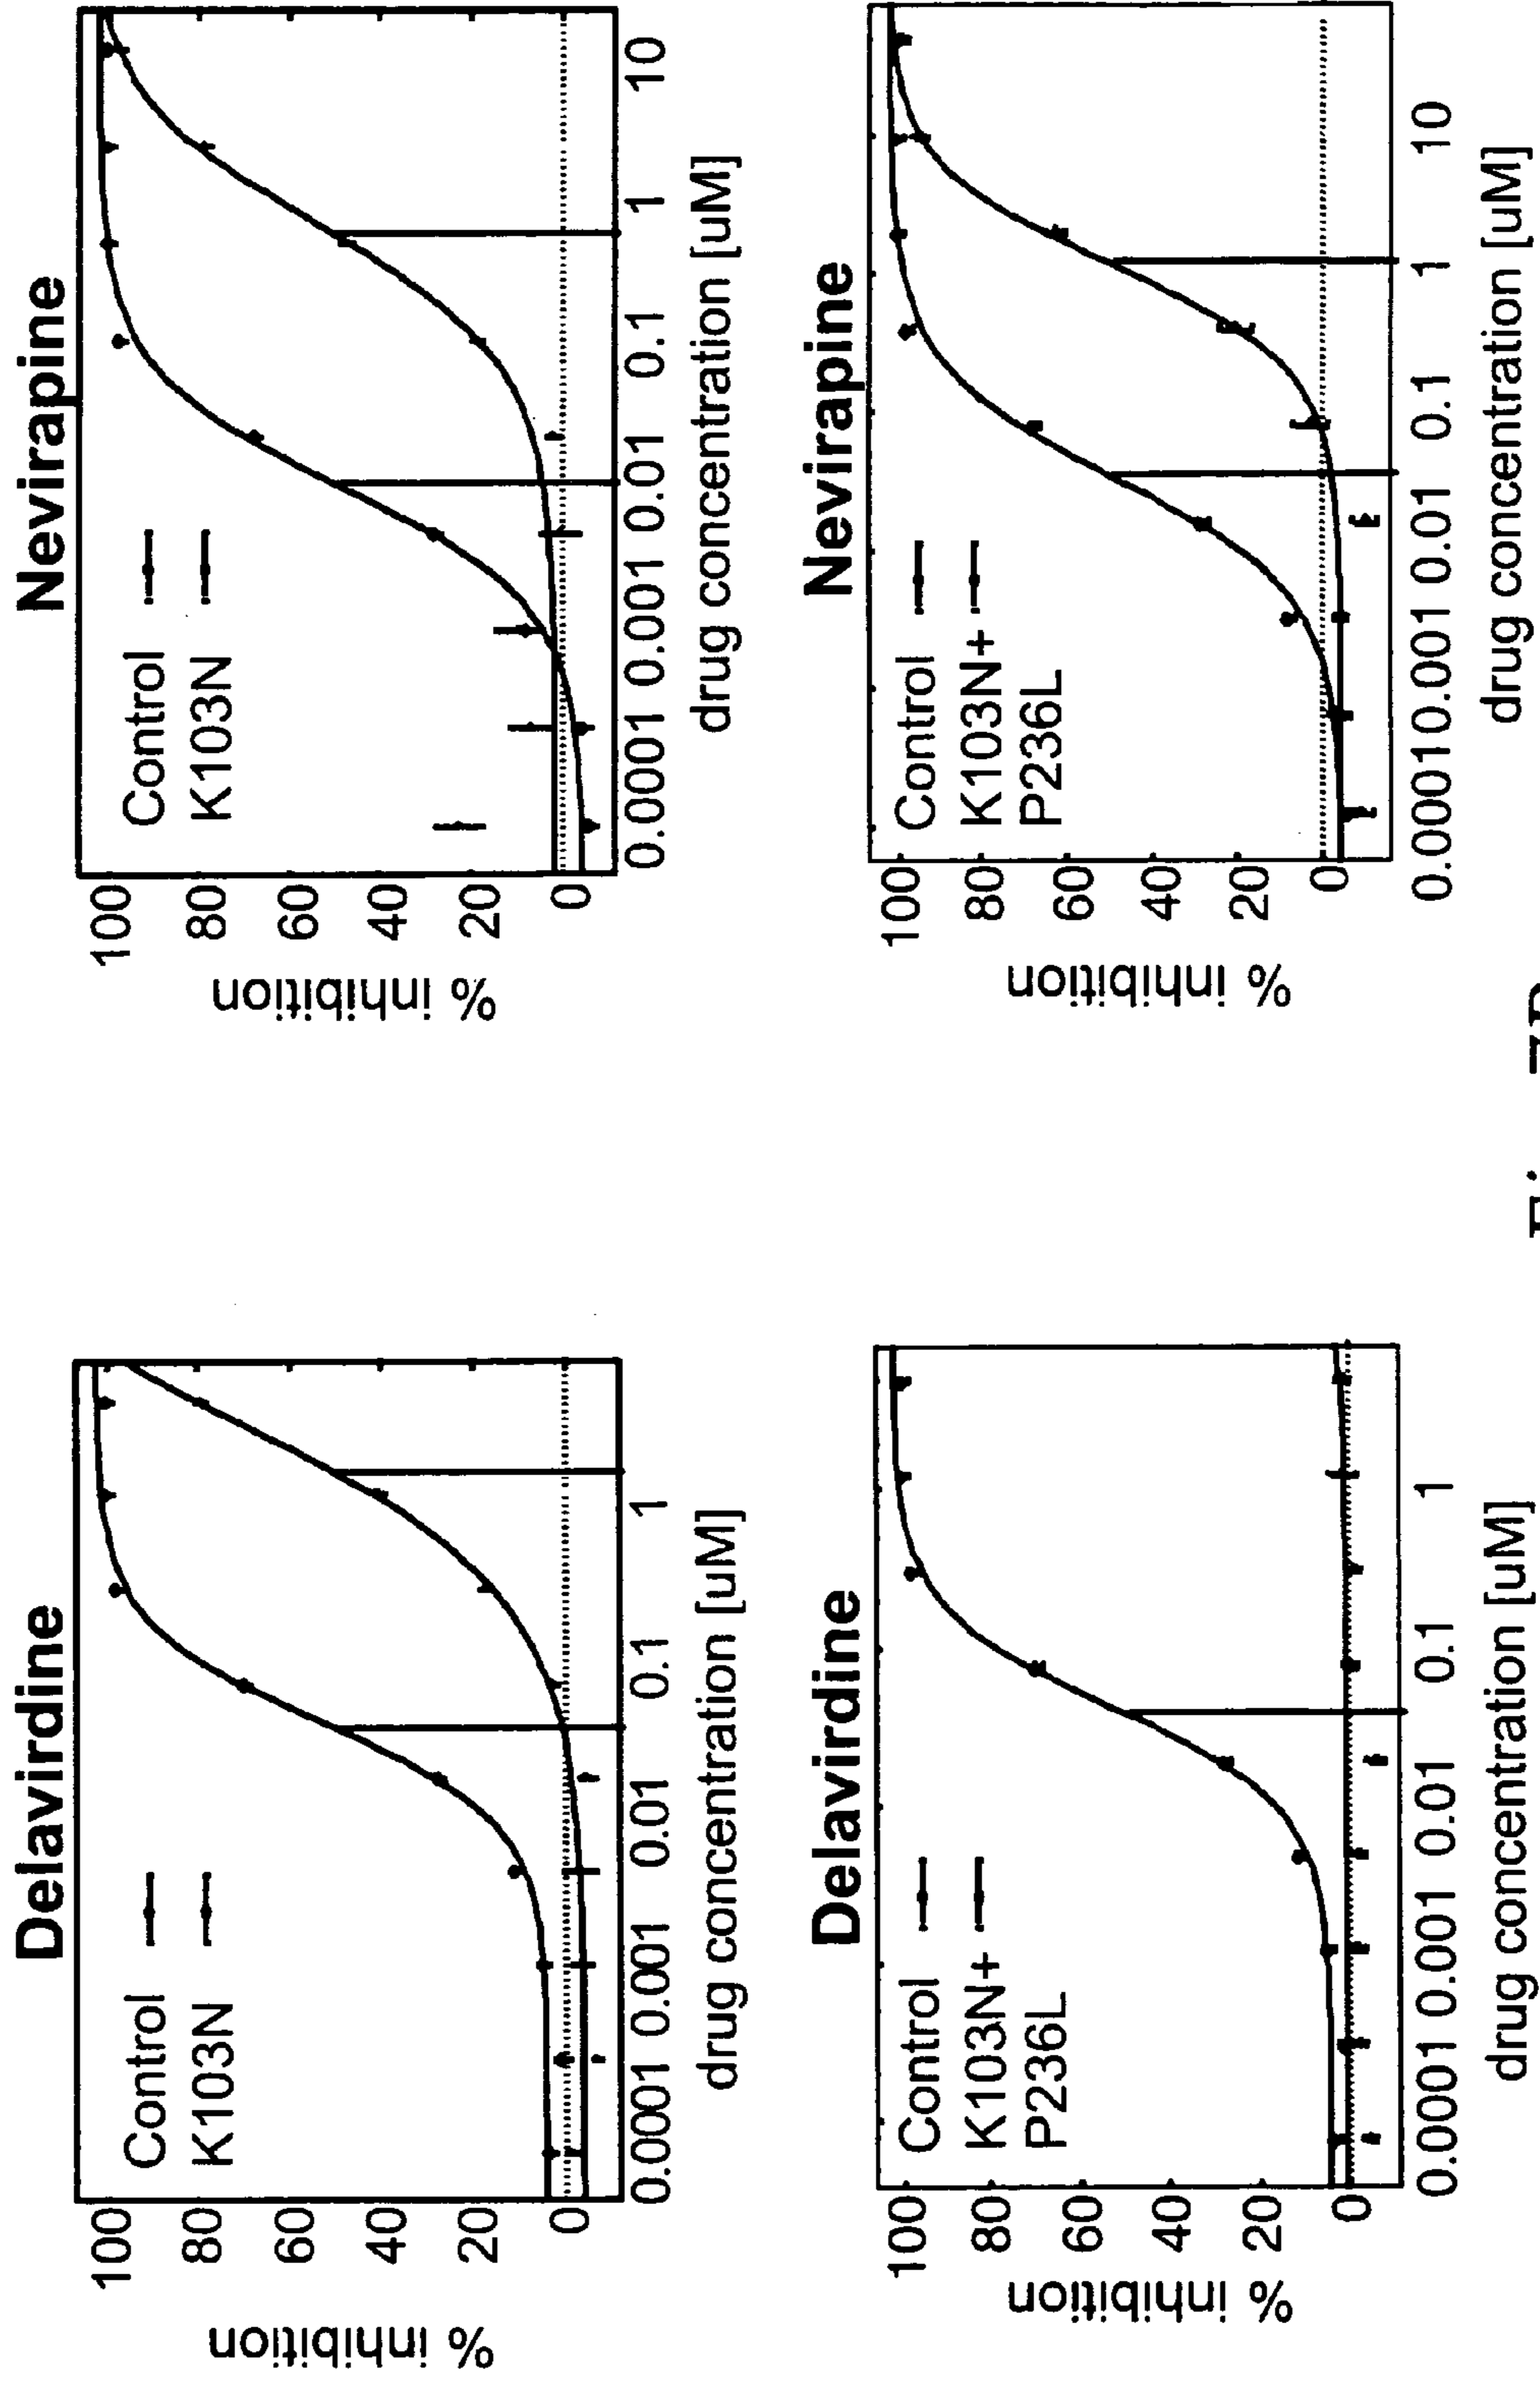 Delavirdine
Control
K103N
% inhibition
100
80
60
40
20
0
0.0001 0.001 0.01 0.1 1
drug concentration [uM]
Nevirapine
Control
K103N
% inhibition
100
80
60
40
20
0
0.0001 0.001 0.01 0.1 1 10
drug concentration [uM]
Delavirdine
Control
K103N+
P236L
% inhibition
100
80
60
40
20
0
0.0001 0.001 0.01 0.1 1
drug concentration [uM]
Nevirapine
Control
K103N+
P236L
% inhibition
100
80
60
40
20
0
0.00010.001 0.01 0.1 1 10
drug concentration [uM]